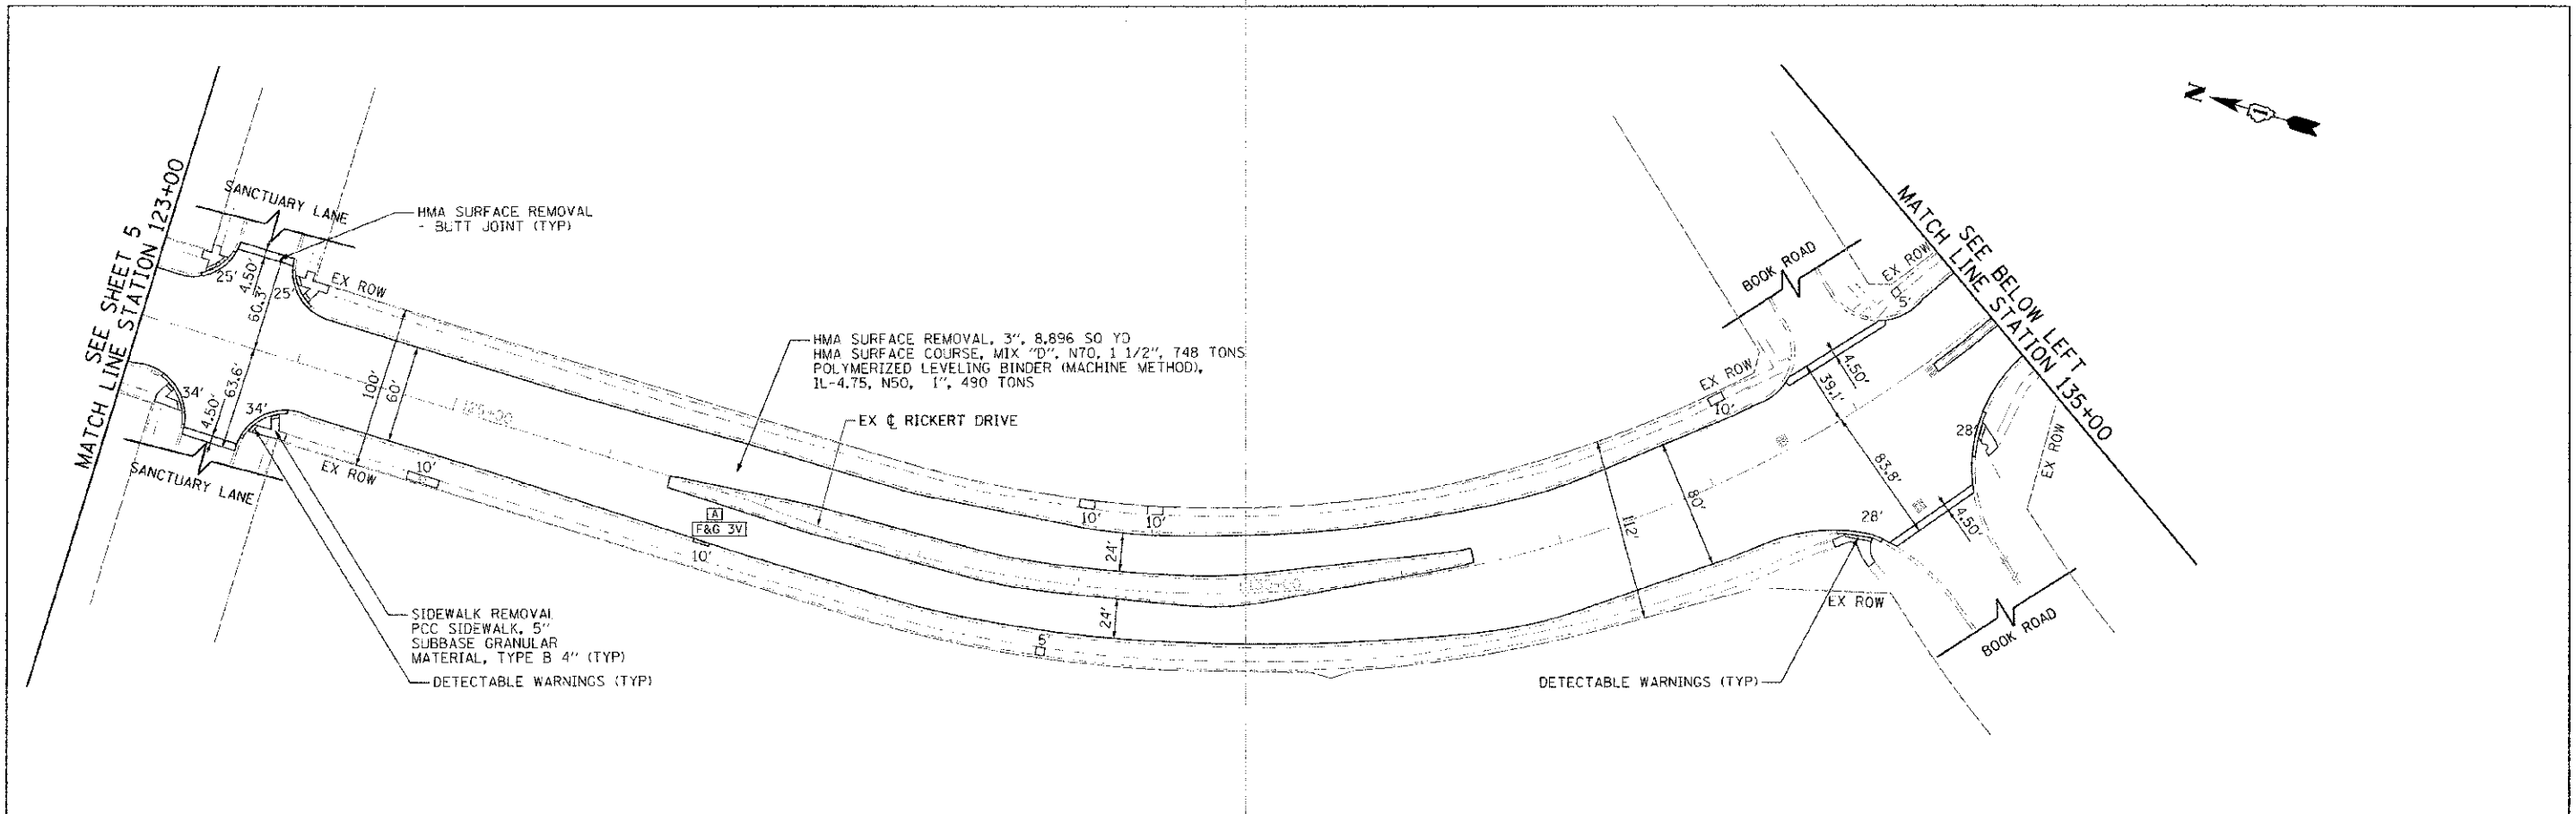 N
SEE SHEET 5
MATCH LINE STATION 123+00
SANCTUARY LANE
HMA SURFACE REMOVAL
- BUTT JOINT (TYP)
25'
4.50'
60.3'
25'
EX ROW
34'
63.6'
4.50'
34'
SANCTUARY LANE
EX ROW
100'
60'
125+00
10'
HMA SURFACE REMOVAL, 3", 8,896 SQ YD
HMA SURFACE COURSE, MIX "D", N70, 1 1/2", 748 TONS
POLYMERIZED LEVELING BINDER (MACHINE METHOD),
IL-4.75, N50, 1", 490 TONS
EX ℄ RICKERT DRIVE
A
F&G 3V
10'
10'
10'
24'
24'
5'
130+00
SIDEWALK REMOVAL
PCC SIDEWALK, 5"
SUBBASE GRANULAR
MATERIAL, TYPE B 4" (TYP)
DETECTABLE WARNINGS (TYP)
112'
80'
EX ROW
10'
BOOK ROAD
EX ROW
5'
4.50'
39.1'
83.8'
28'
28'
4.50'
EX ROW
EX ROW
BOOK ROAD
DETECTABLE WARNINGS (TYP)
SEE BELOW LEFT
MATCH LINE STATION 135+00